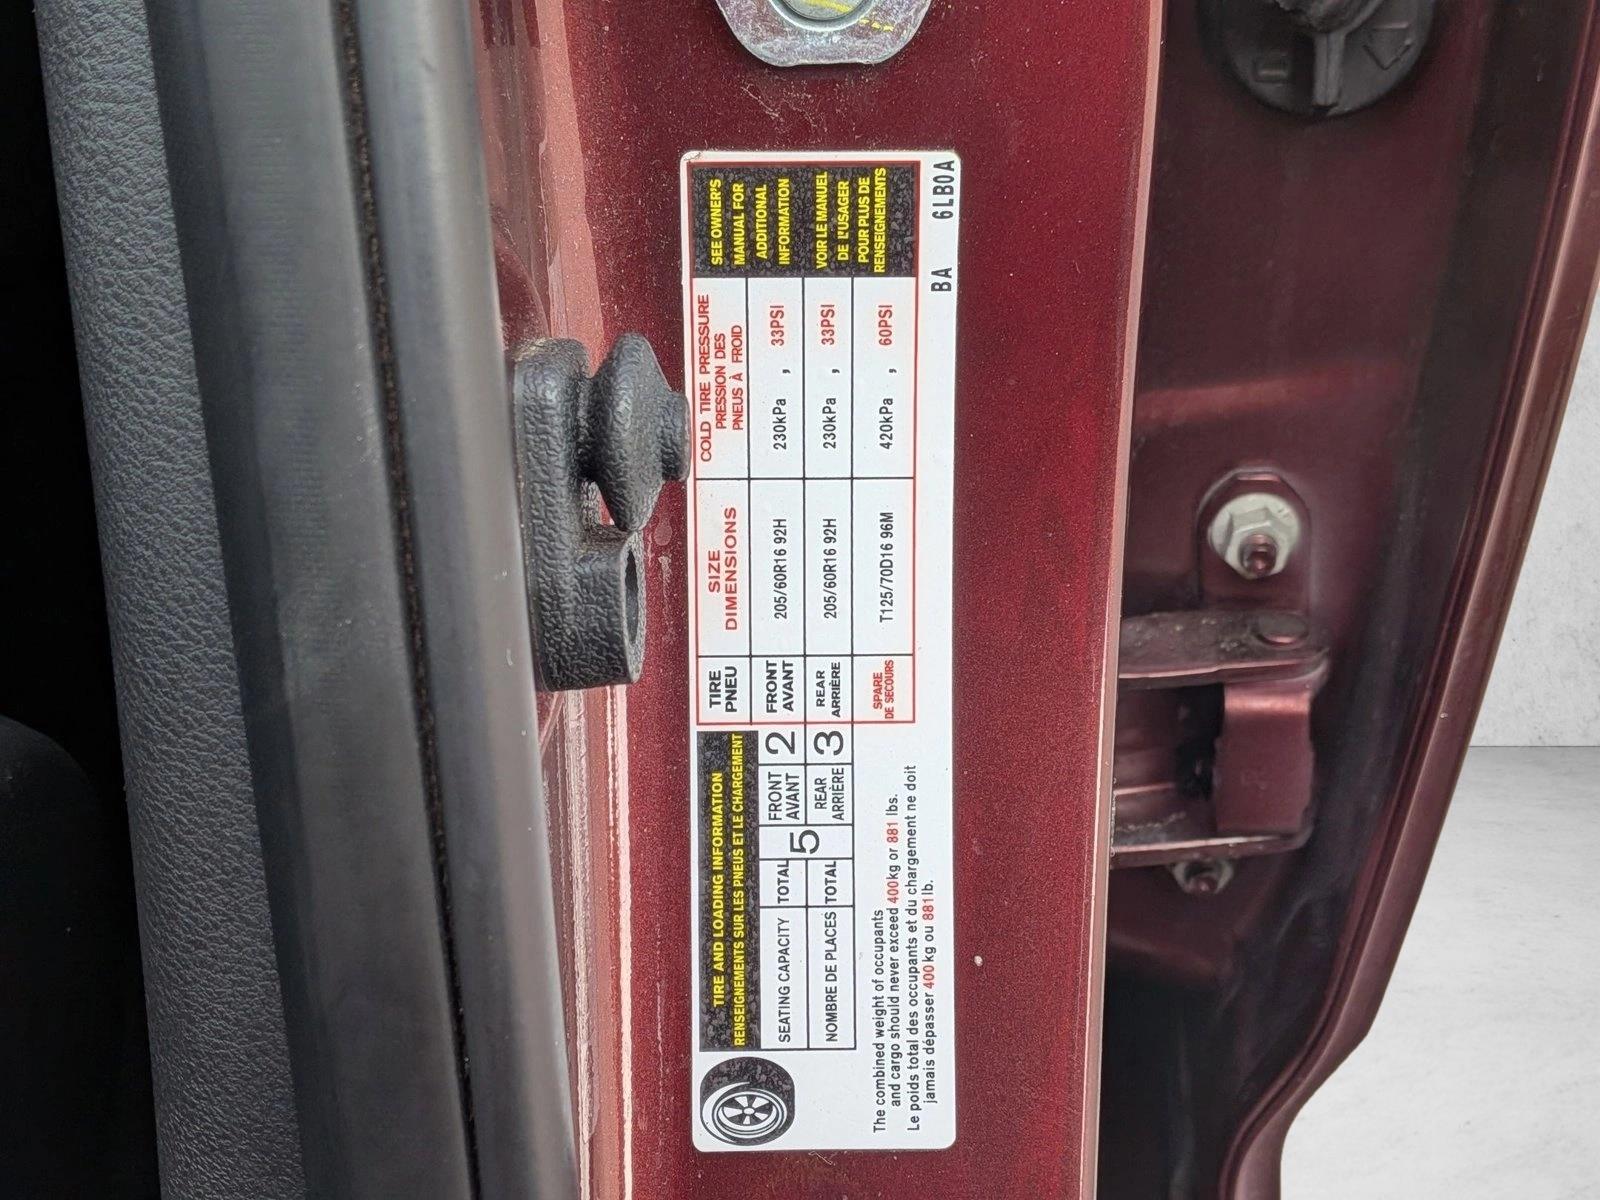 TIRE AND LOADING INFORMATION
RENSEIGNEMENTS SUR LES PNEUS ET LE CHARGEMENT
SEATING CAPACITY
NOMBRE DE PLACES
TOTAL
TOTAL
5
FRONT
AVANT
2
REAR
ARRIÈRE
3
The combined weight of occupants
and cargo should never exceed 400kg or 881 lbs.
Le poids total des occupants et du chargement ne doit
jamais dépasser 400 kg ou 881lb.
TIRE
PNEU
SIZE
DIMENSIONS
COLD TIRE PRESSURE
PRESSION DES
PNEUS À FROID
FRONT
AVANT
205/60R16 92H
230kPa , 33PSI
REAR
ARRIÈRE
205/60R16 92H
230kPa , 33PSI
SPARE
DE SECOURS
T125/70D16 96M
420kPa , 60PSI
SEE OWNER'S
MANUAL FOR
ADDITIONAL
INFORMATION
VOIR LE MANUEL
DE L'USAGER
POUR PLUS DE
RENSEIGNEMENTS
BA 6LB0A